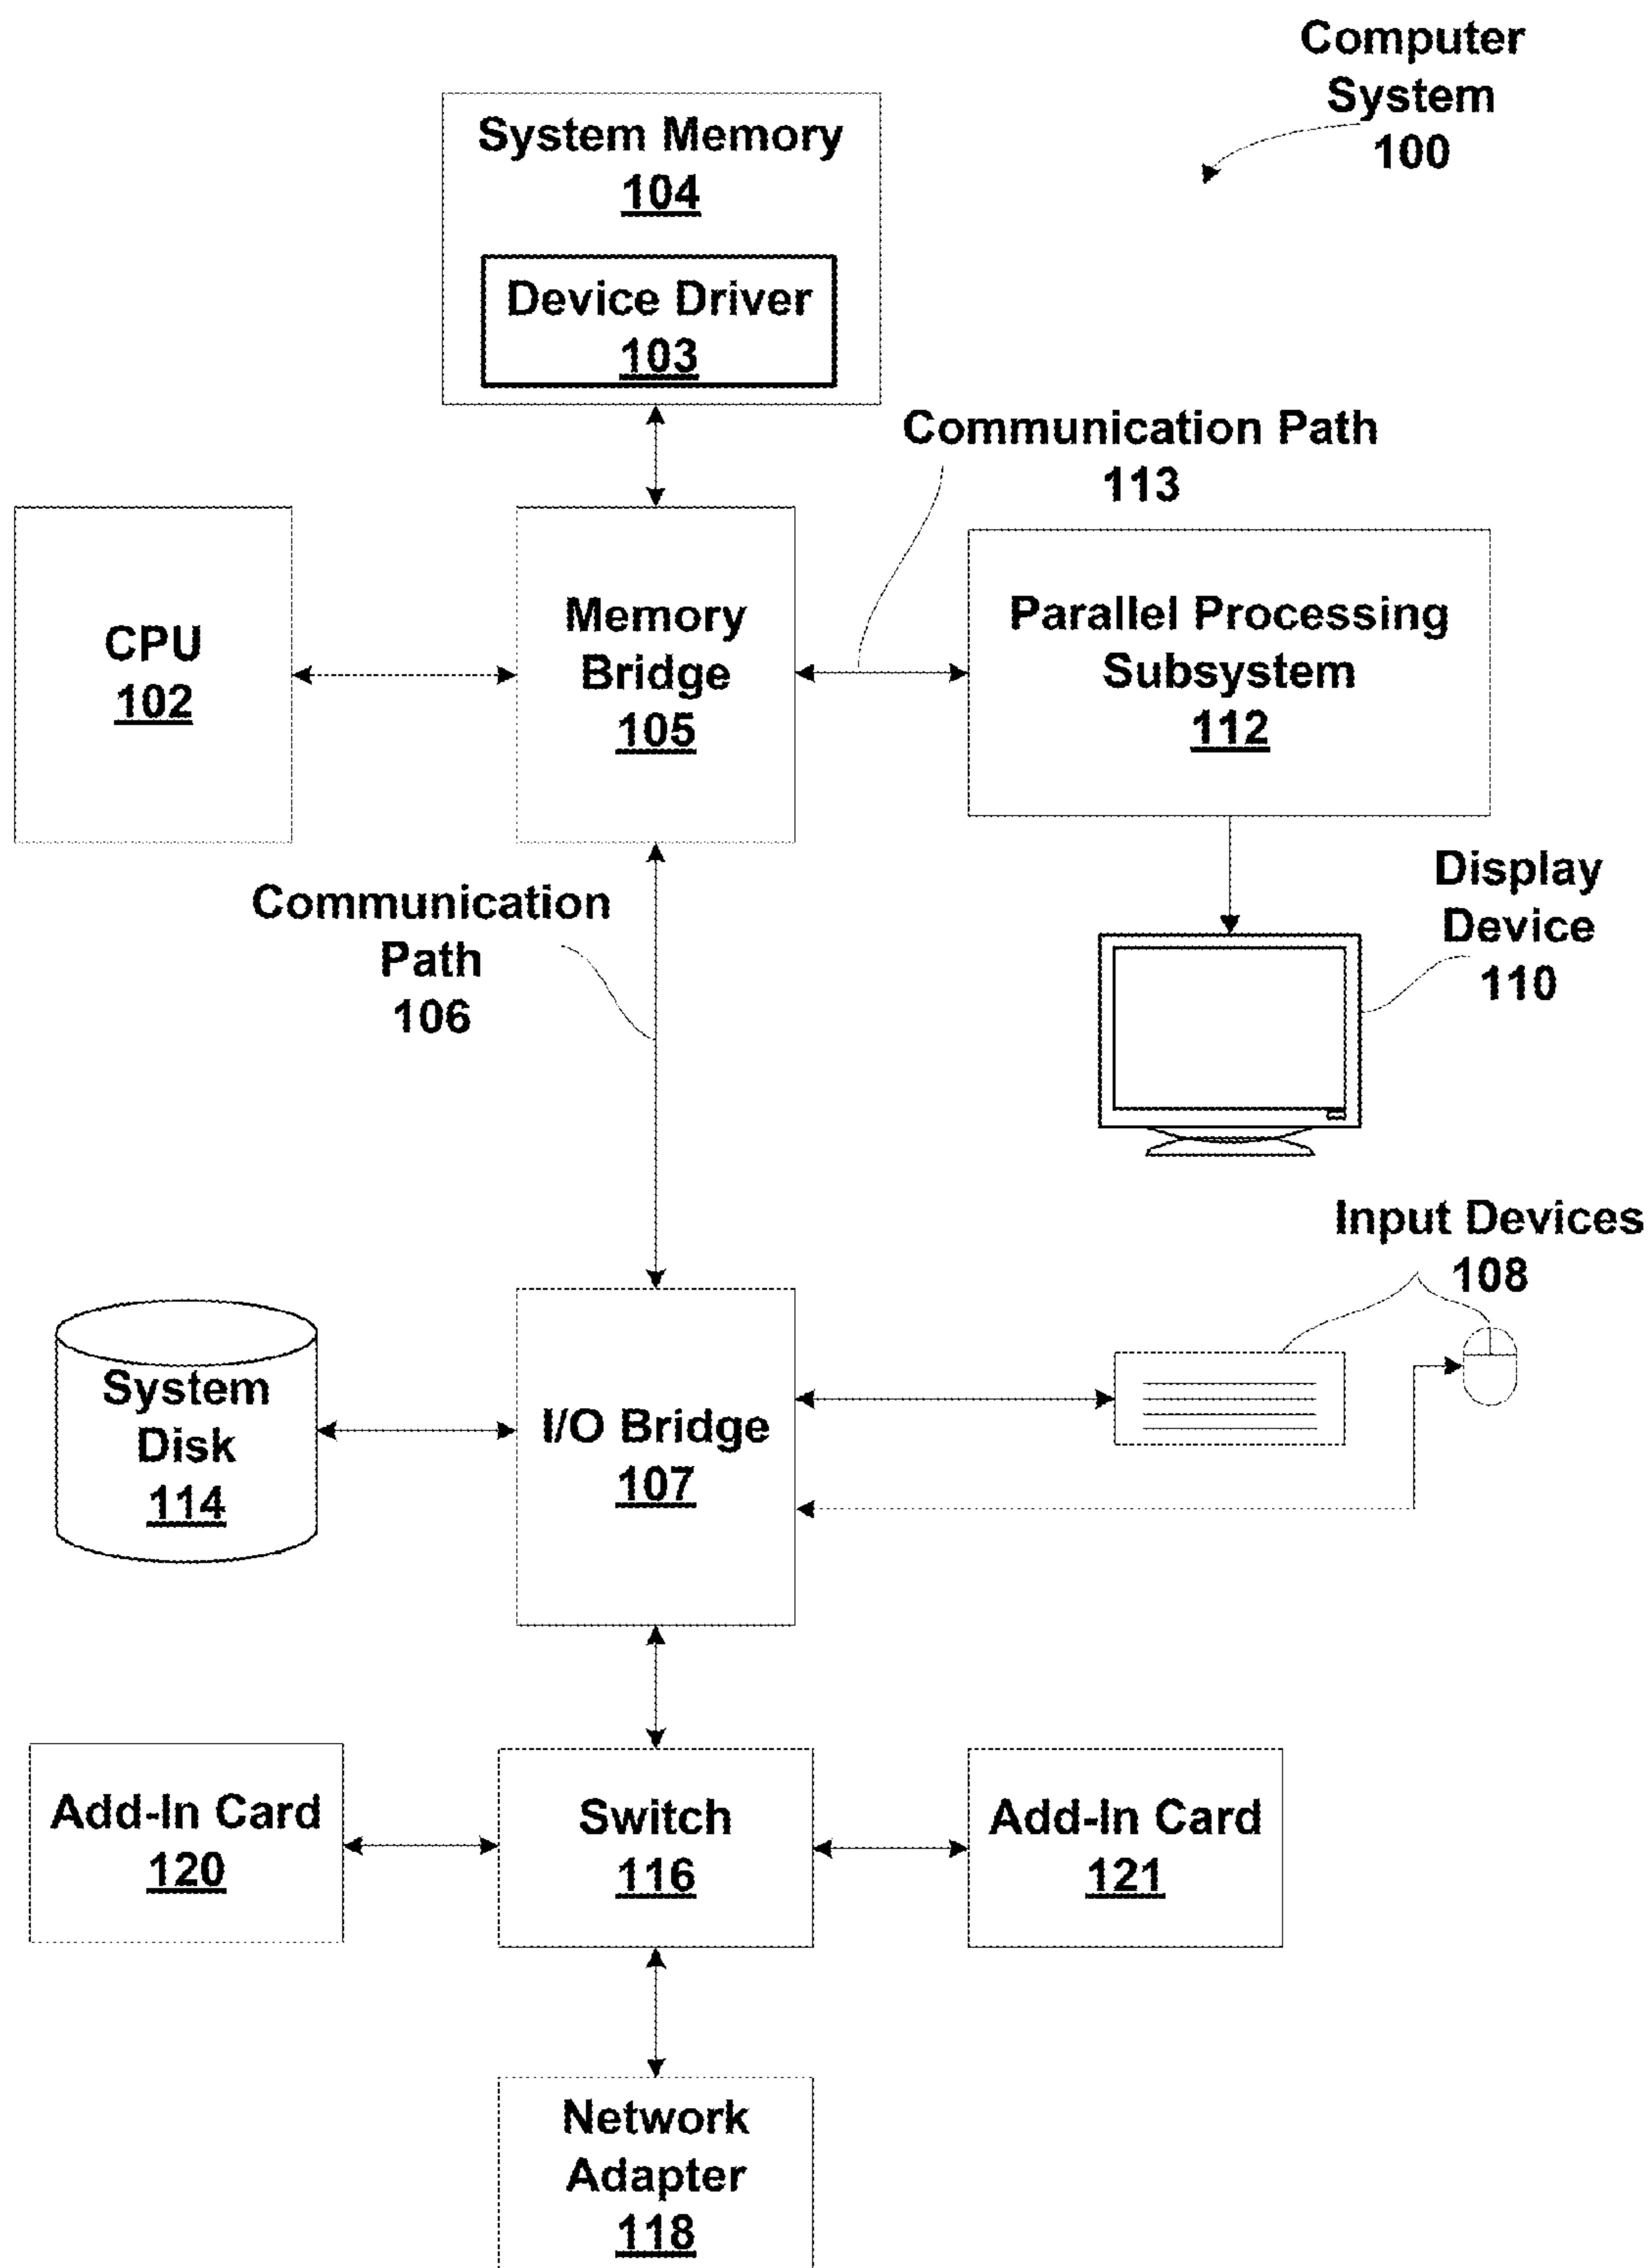 Computer
System
100
System Memory
104
Device Driver
103
Communication Path
113
CPU
102
Memory
Bridge
105
Parallel Processing
Subsystem
112
Communication
Path
106
Display
Device
110
Input Devices
108
System
Disk
114
I/O Bridge
107
Add-In Card
120
Switch
116
Add-In Card
121
Network
Adapter
118